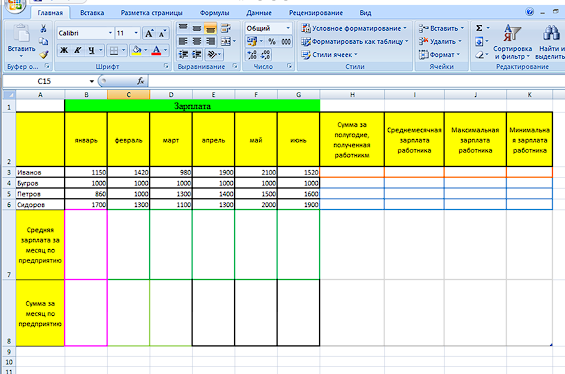 Главная Вставка Разметка страницы Формулы Данные Рецензирование Вид
Calibri 11 Общий Условное форматирование Вставить Σ
Вставить Ж К Ч % 000 Форматировать как таблицу Удалить Сортировка и фильтр Найти и выделить
Стили ячеек Формат
Буфер о... Шрифт Выравнивание Число Стили Ячейки Редактирование
C15 fx
A B C D E F G H I J K
1 Зарплата
2 январь февраль март апрель май июнь
Сумма за полугодие, полученная работникм
Среднемесячная зарплата работника
Максимальная зарплата работника
Минимальна я зарплата работника
3 Иванов 1150 1420 980 1900 2100 1520
4 Бугров 1000 1000 1000 1000 1000 1000
5 Петров 860 1000 1300 1400 1500 1600
6 Сидоров 1700 1300 1100 1300 2000 1900
7 Средняя зарплата за месяц по предприятию
8 Сумма за месяц по предприятию
9
10
11